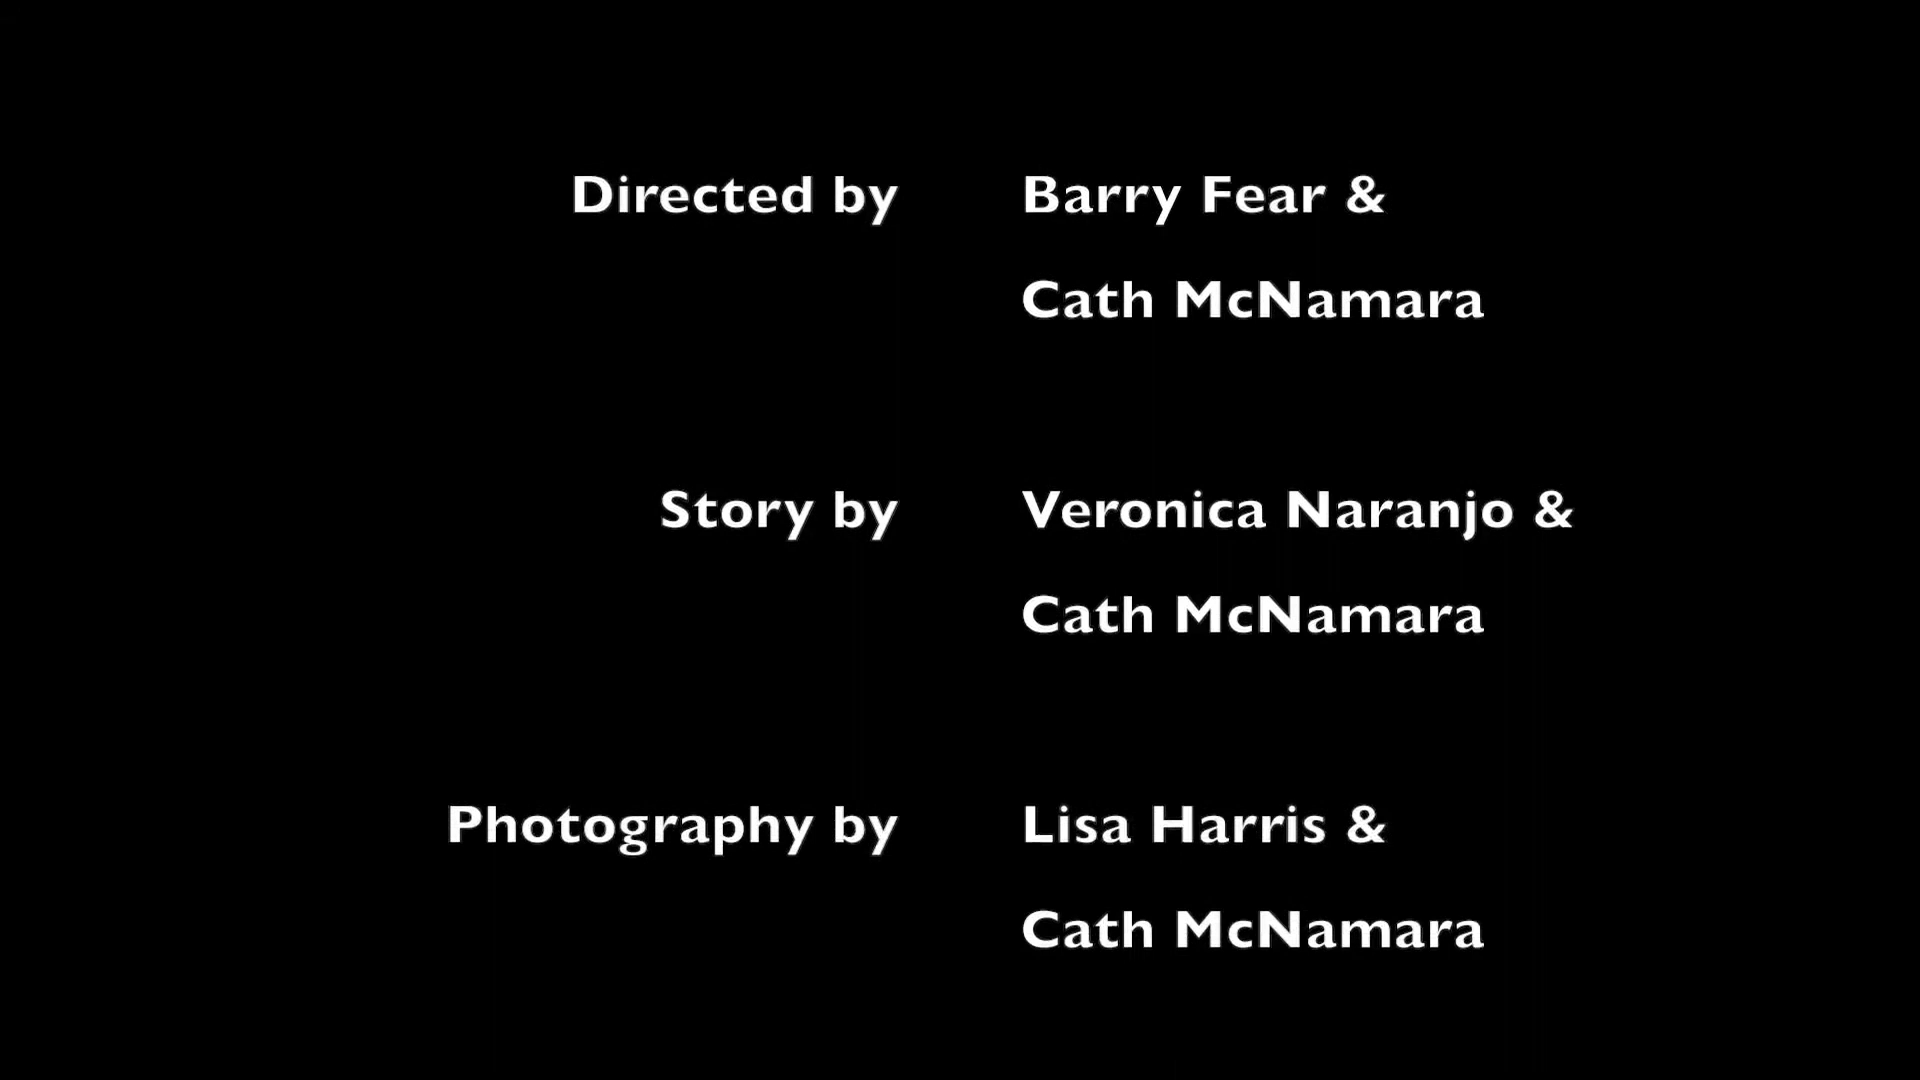 Directed by Barry Fear &
Cath McNamara
Story by Veronica Naranjo &
Cath McNamara
Photography by Lisa Harris &
Cath McNamara